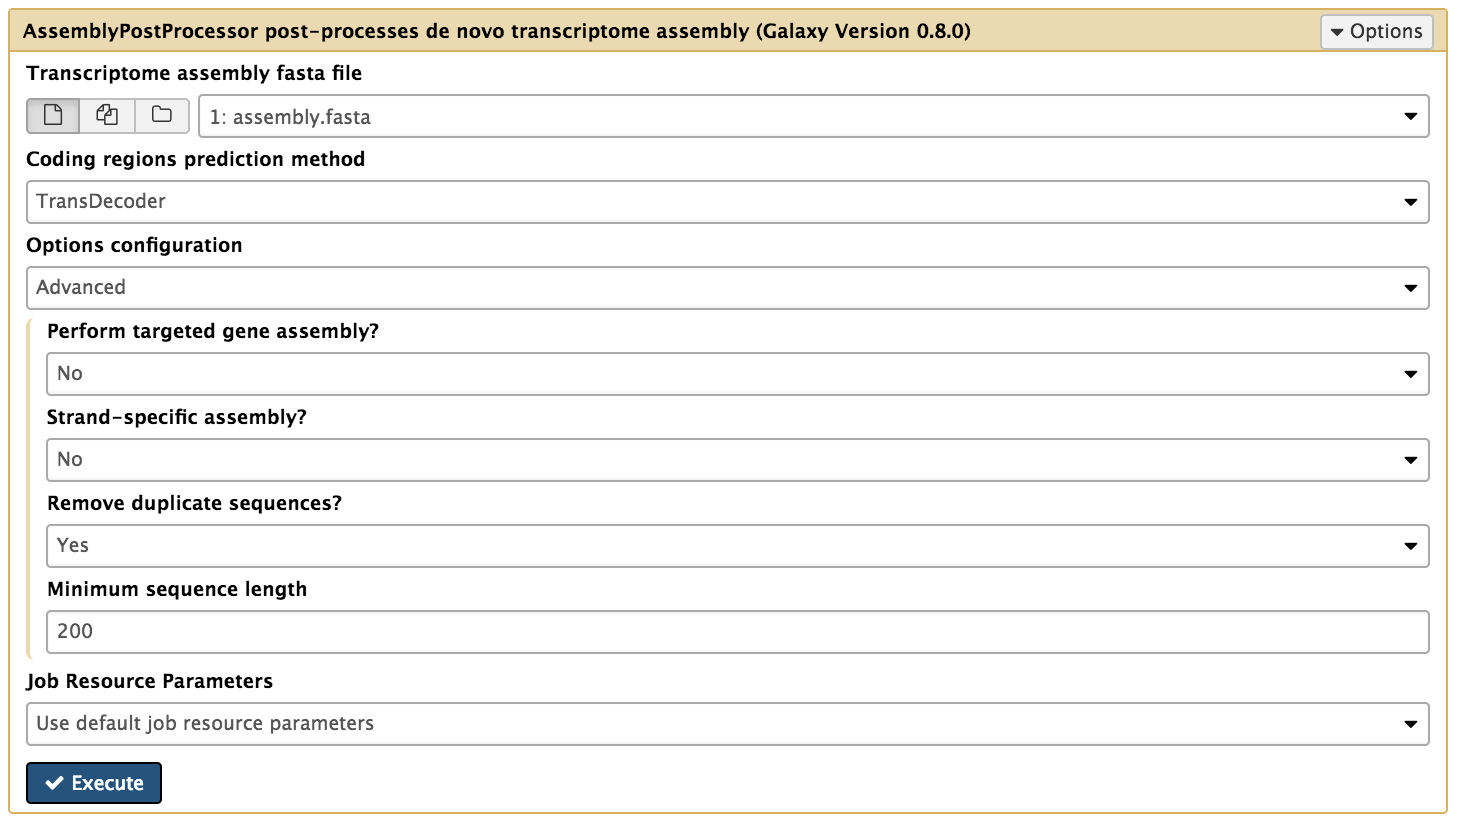 AssemblyPostProcessor post-processes de novo transcriptome assembly (Galaxy Version 0.8.0)
Options
Transcriptome assembly fasta file
1: assembly.fasta
Coding regions prediction method
TransDecoder
Options configuration
Advanced
Perform targeted gene assembly?
No
Strand-specific assembly?
No
Remove duplicate sequences?
Yes
Minimum sequence length
200
Job Resource Parameters
Use default job resource parameters
Execute